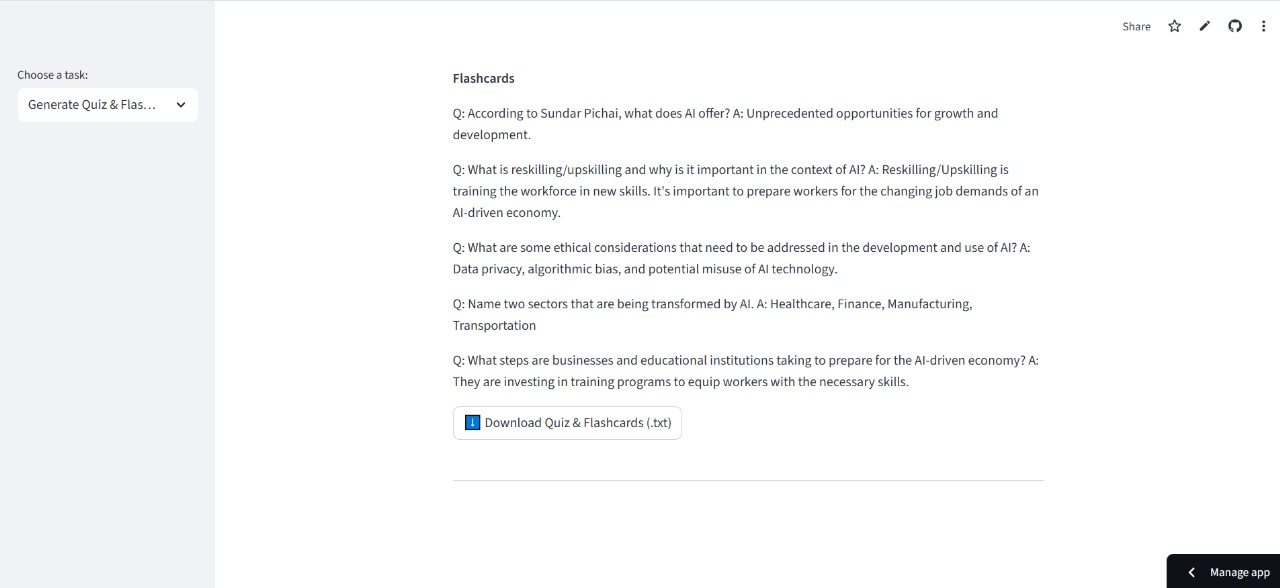 Share
Choose a task:
Generate Quiz & Flas...
Flashcards
Q: According to Sundar Pichai, what does AI offer? A: Unprecedented opportunities for growth and
development.
Q: What is reskilling/upskilling and why is it important in the context of AI? A: Reskilling/Upskilling is
training the workforce in new skills. It's important to prepare workers for the changing job demands of an
AI-driven economy.
Q: What are some ethical considerations that need to be addressed in the development and use of AI? A:
Data privacy, algorithmic bias, and potential misuse of AI technology.
Q: Name two sectors that are being transformed by AI. A: Healthcare, Finance, Manufacturing,
Transportation
Q: What steps are businesses and educational institutions taking to prepare for the AI-driven economy? A:
They are investing in training programs to equip workers with the necessary skills.
Download Quiz & Flashcards (.txt)
Manage app